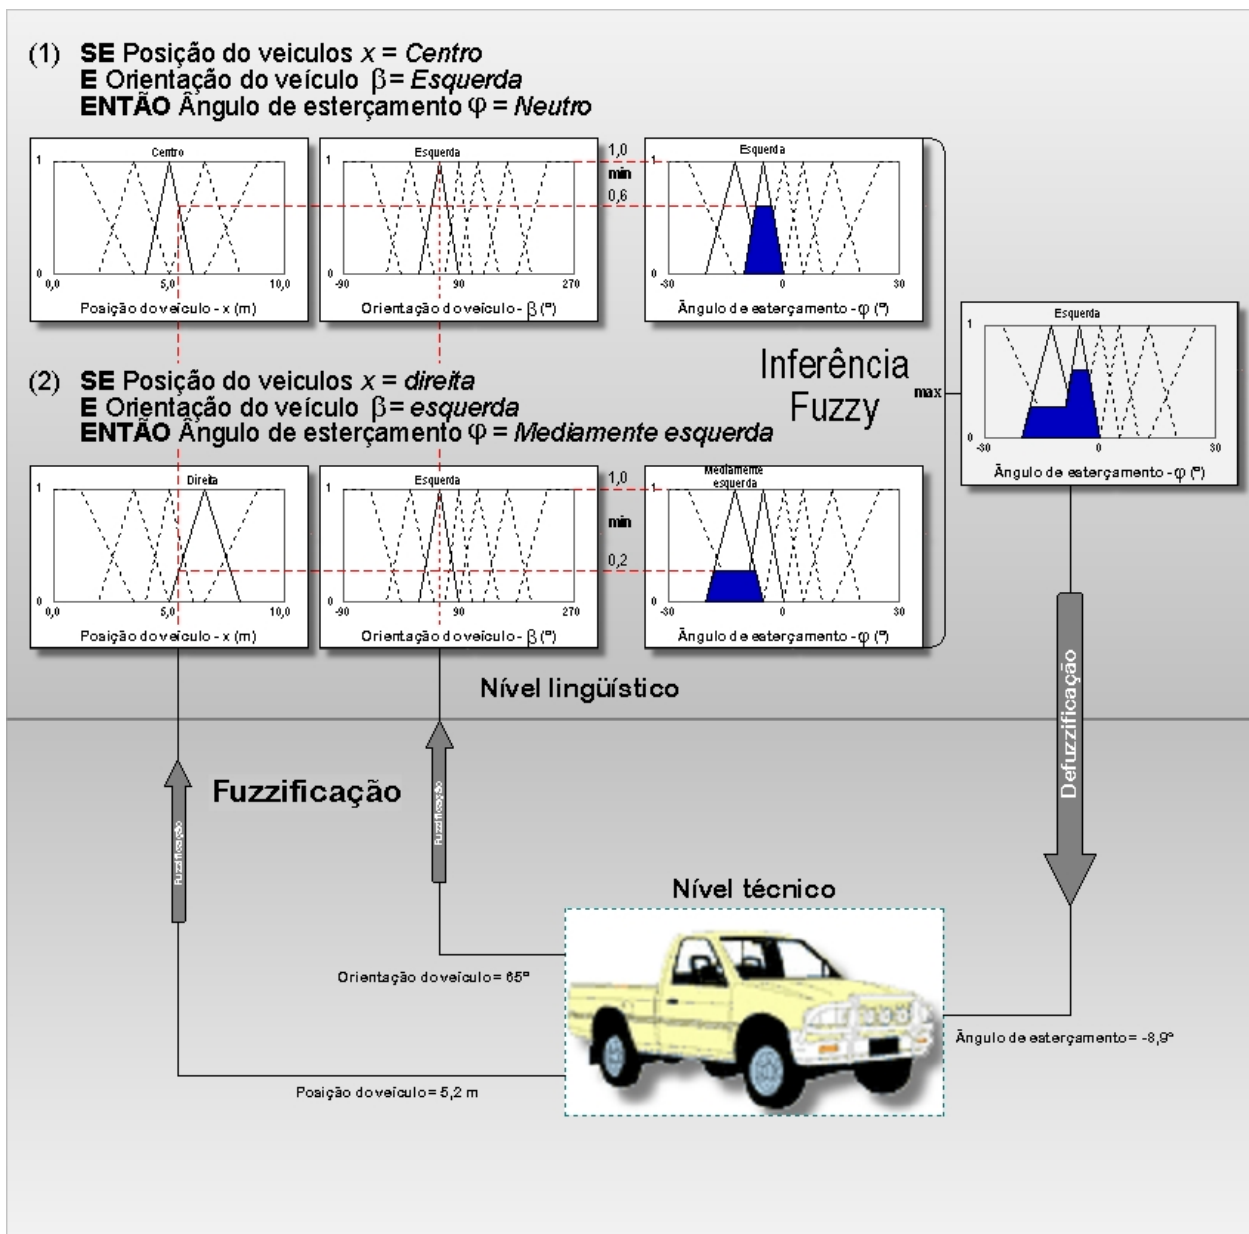 (1) SE Posição do veiculos x = Centro
E Orientação do veículo β= Esquerda
ENTÃO Ângulo de esterçamento φ = Neutro
Centro
1
0
0,0
5,0
10,0
Posição do veículo - x (m)
Esquerda
1
0
-90
90
270
Orientação do veículo - β (º)
1,0
min
0,6
Esquerda
1
0
-30
0
30
Ângulo de esterçamento - φ (º)
(2) SE Posição do veiculos x = direita
E Orientação do veículo β= esquerda
ENTÃO Ângulo de esterçamento φ = Mediamente esquerda
Inferência
Fuzzy
max
Esquerda
1
0
-30
0
30
Ângulo de esterçamento - φ (º)
Direita
1
0
0,0
5,0
10,0
Posição do veículo - x (m)
Esquerda
1
0
-90
90
270
Orientação do veículo - β (º)
1,0
min
0,2
Mediamente
esquerda
1
0
-30
0
30
Ângulo de esterçamento - φ (º)
Nível lingüístico
Fuzzificação
Fuzzificação
Fuzzificação
Defuzzificação
Nível técnico
Orientação do veículo = 65º
Ângulo de esterçamento = -8,9º
Posição do veículo = 5,2 m